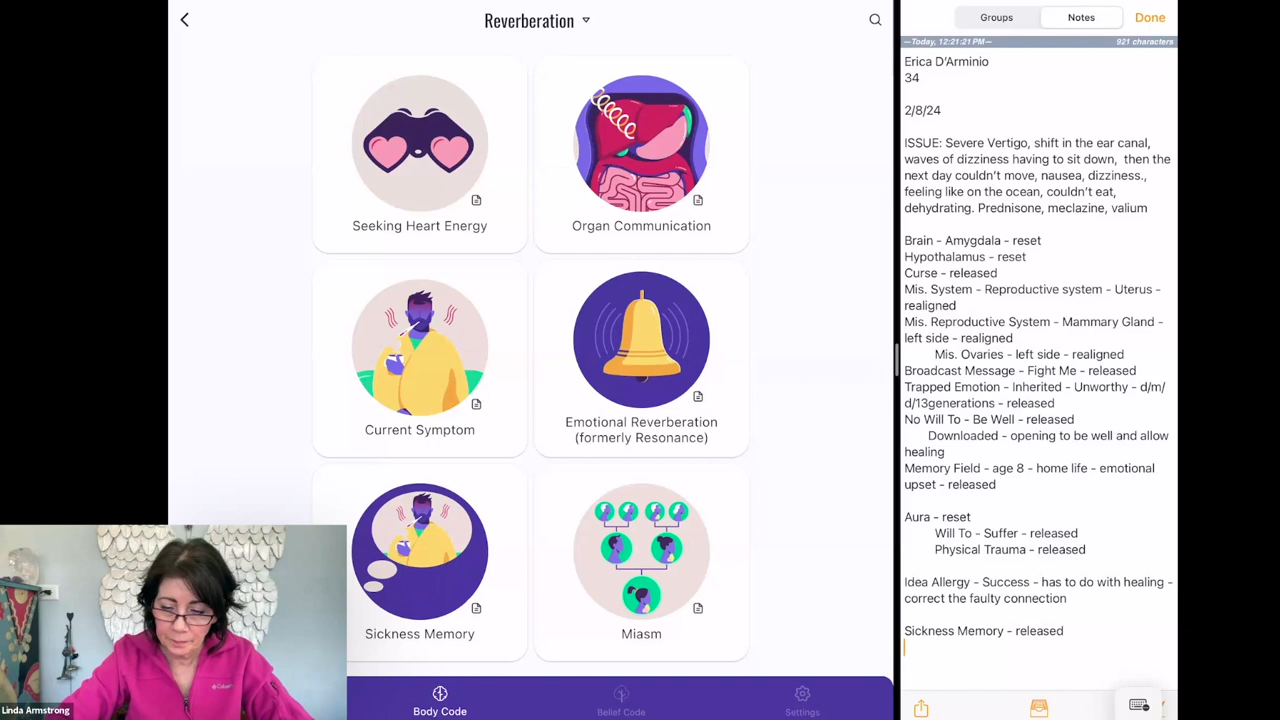 Reverberation
Seeking Heart Energy
Organ Communication
Current Symptom
Emotional Reverberation
(formerly Resonance)
Sickness Memory
Miasm
Body Code
Belief Code
Settings
Linda Armstrong
Groups
Notes
Done
—Today, 12:21:21 PM—
921 characters
Erica D'Arminio
34
2/8/24
ISSUE: Severe Vertigo, shift in the ear canal,
waves of dizziness having to sit down,  then the
next day couldn't move, nausea, dizziness.,
feeling like on the ocean, couldn't eat,
dehydrating. Prednisone, meclazine, valium
Brain - Amygdala - reset
Hypothalamus - reset
Curse - released
Mis. System - Reproductive system - Uterus -
realigned
Mis. Reproductive System - Mammary Gland -
left side - realigned
Mis. Ovaries - left side - realigned
Broadcast Message - Fight Me - released
Trapped Emotion - Inherited - Unworthy - d/m/
d/13generations - released
No Will To - Be Well - released
Downloaded - opening to be well and allow
healing
Memory Field - age 8 - home life - emotional
upset - released
Aura - reset
Will To - Suffer - released
Physical Trauma - released
Idea Allergy - Success - has to do with healing -
correct the faulty connection
Sickness Memory - released